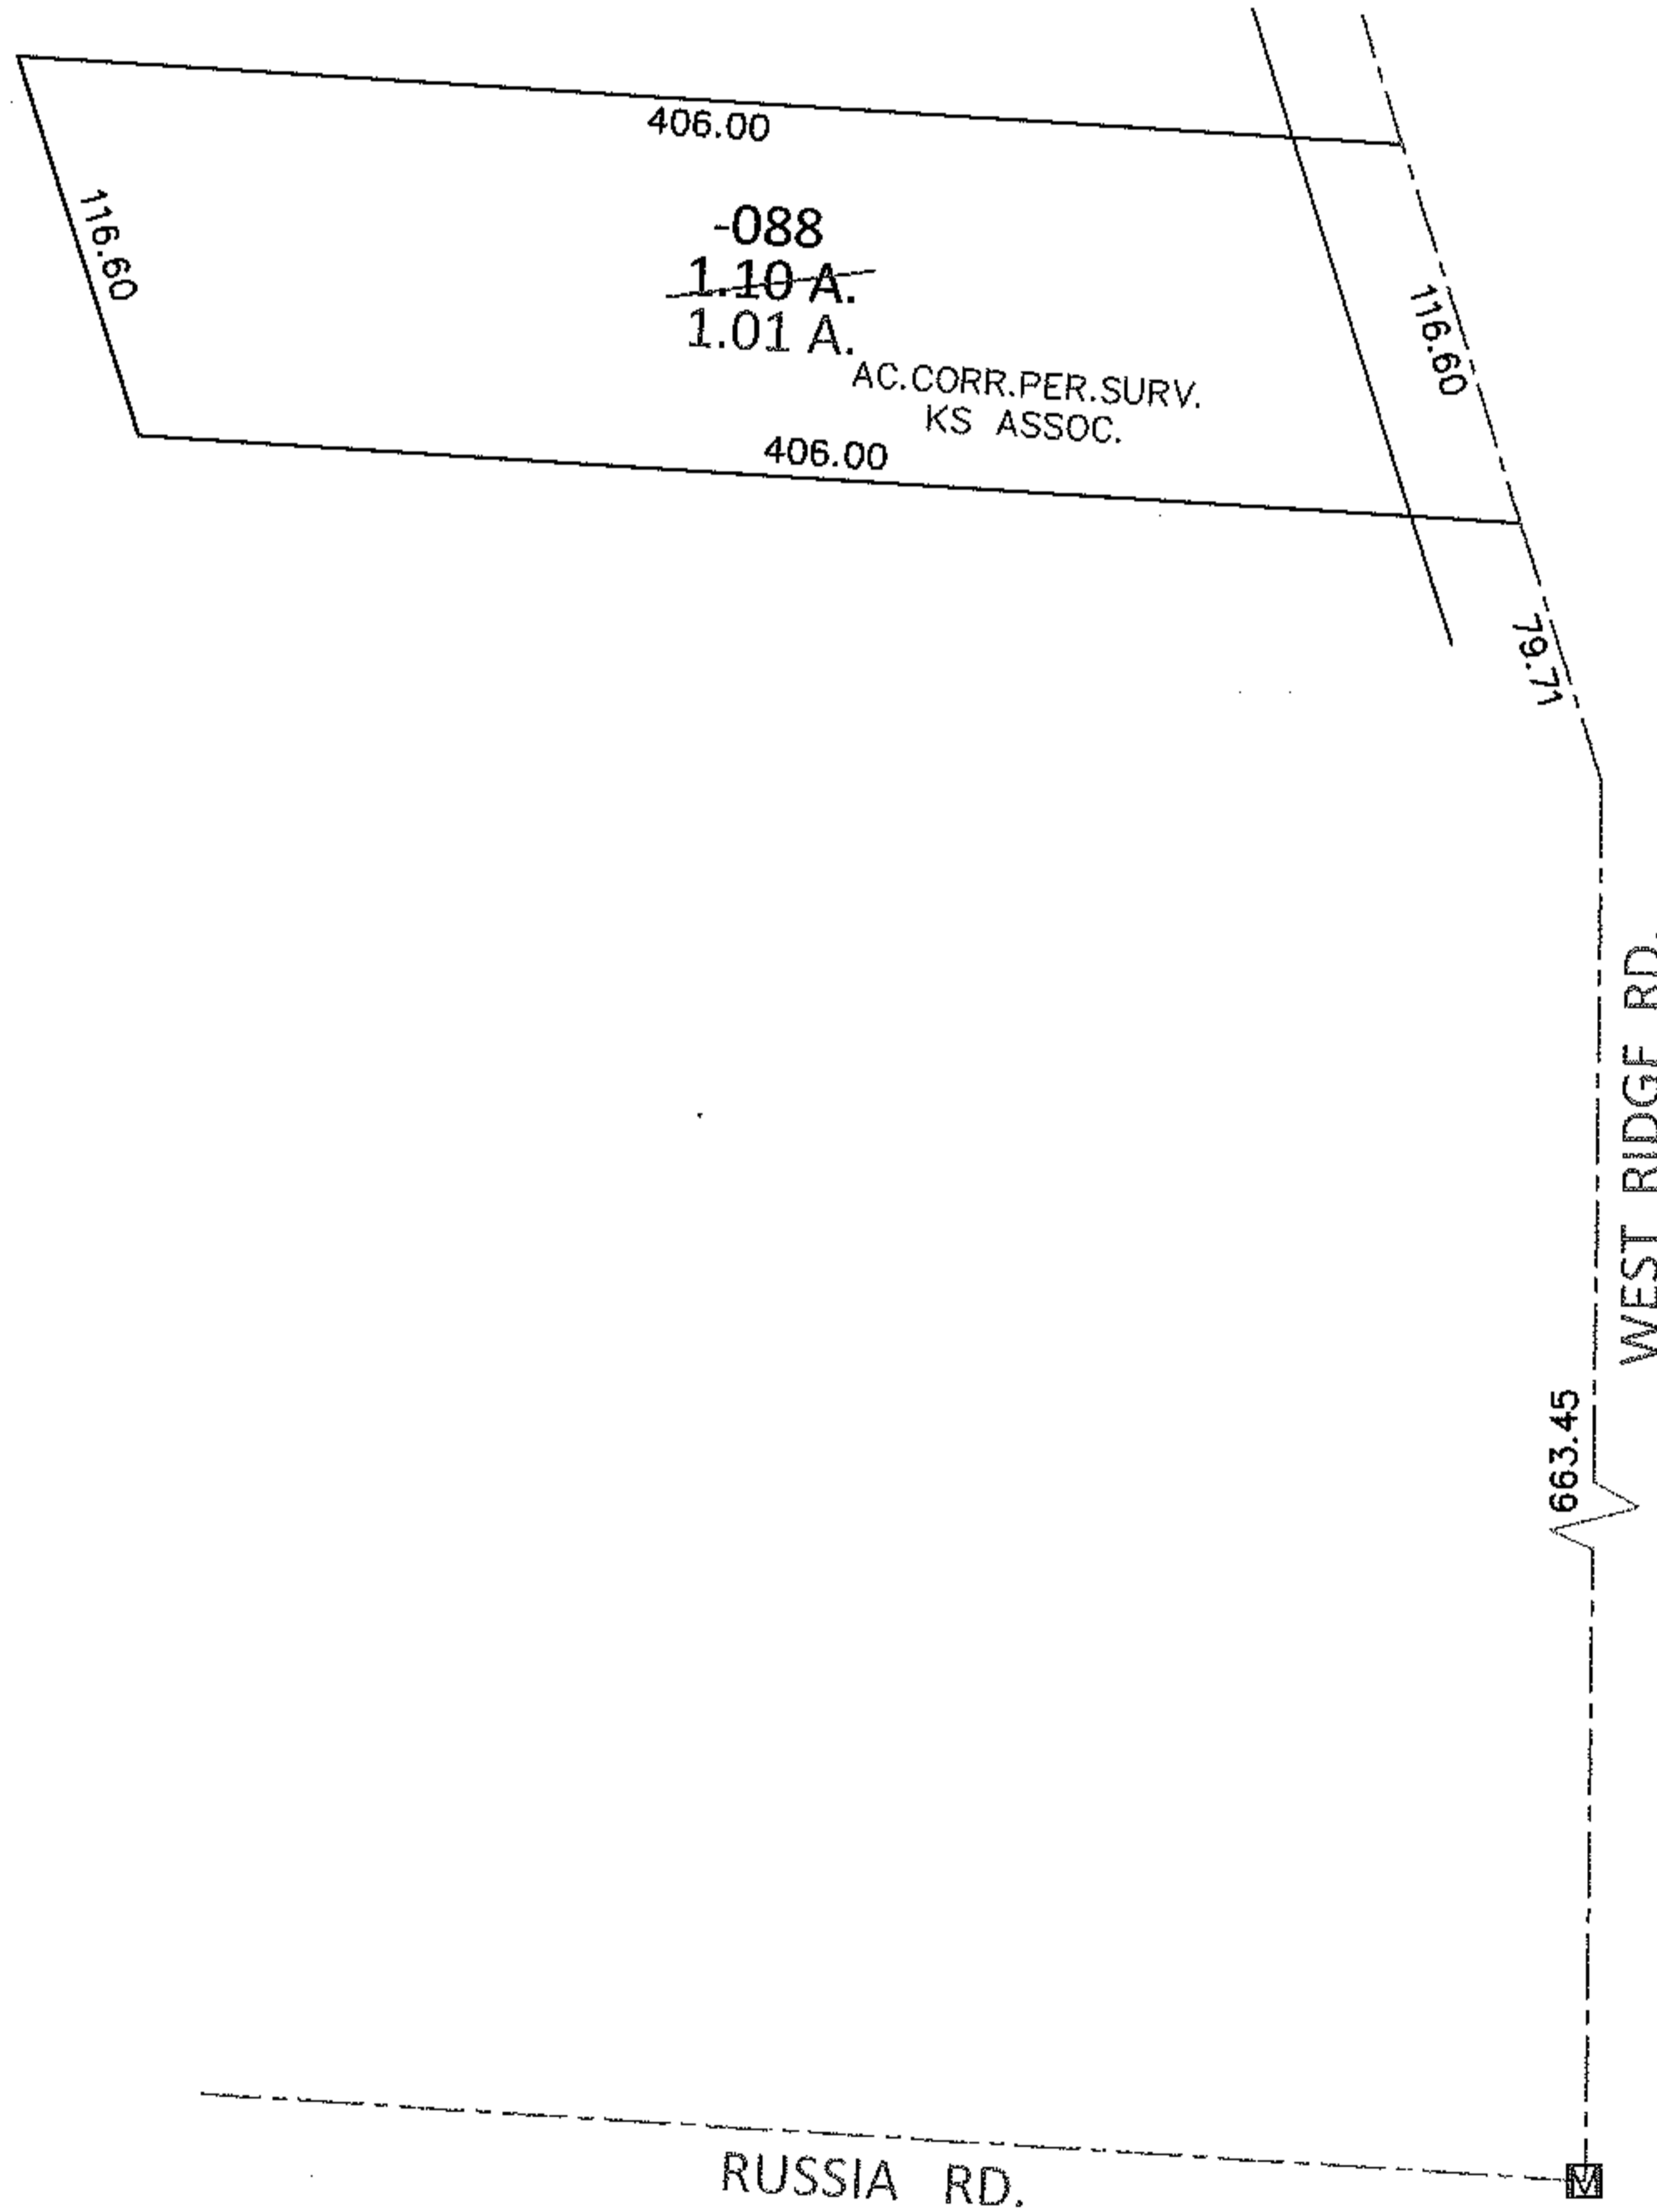 406.00
116.60
-088
1.10 A.
1.01 A.
AC.CORR.PER.SURV.
KS ASSOC.
116.60
406.00
79.71
WEST RIDGE RD.
663.45
RUSSIA RD.